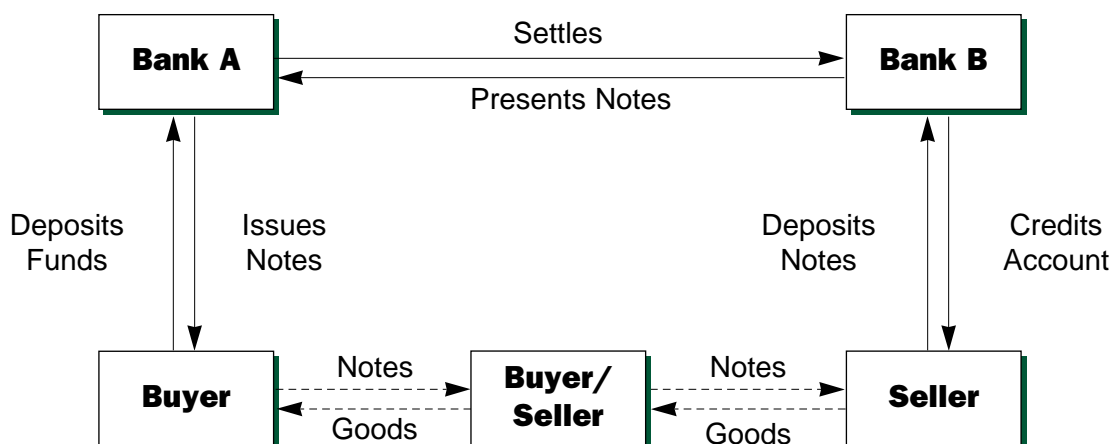 Settles
Bank A
Bank B
Presents Notes
Deposits
Funds
Issues
Notes
Deposits
Notes
Credits
Account
Notes
Notes
Buyer
Buyer/
Seller
Seller
Goods
Goods